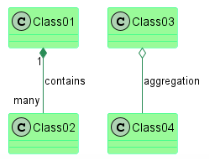 C Class01
C Class03
1
contains
aggregation
many
C Class02
C Class04